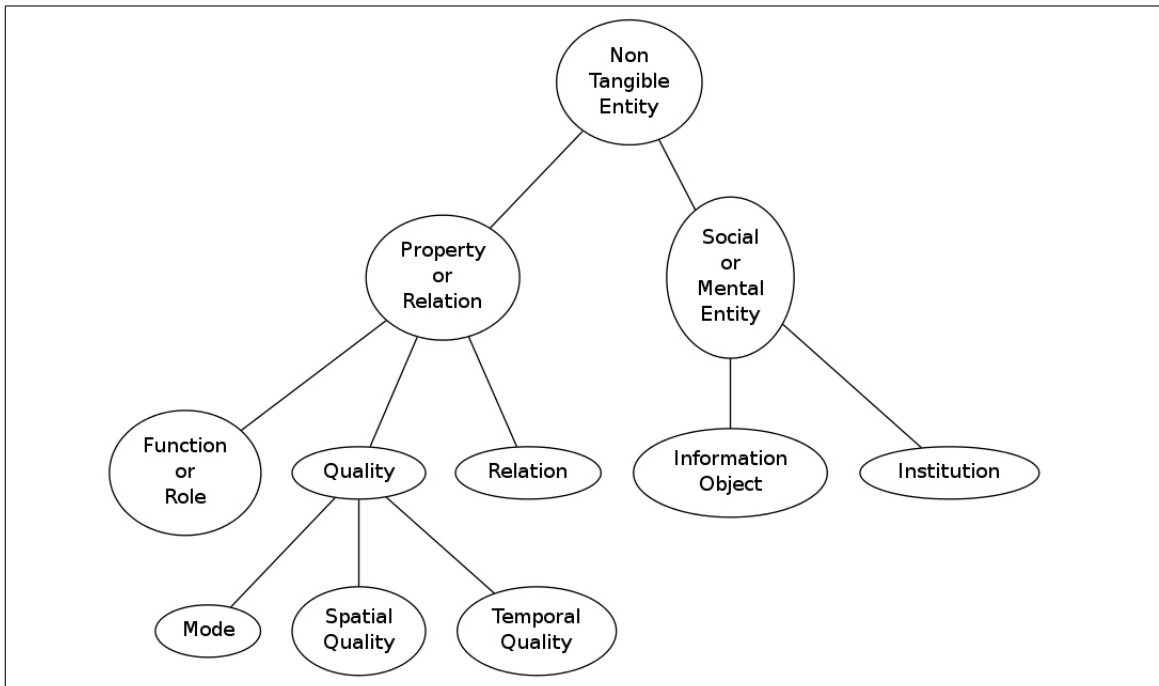 Non
Tangible
Entity
Property
or
Relation
Social
or
Mental
Entity
Function
or
Role
Quality
Relation
Information
Object
Institution
Mode
Spatial
Quality
Temporal
Quality